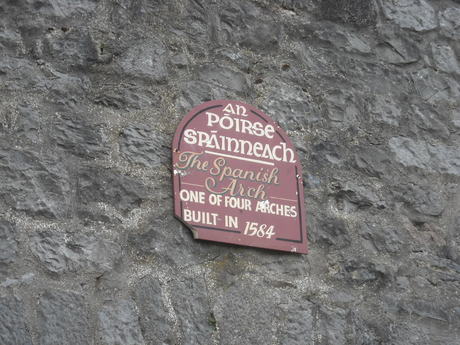 An
Póirse
Spáinneach
The Spanish
Arch
ONE OF FOUR ARCHES
BUILT IN 1584